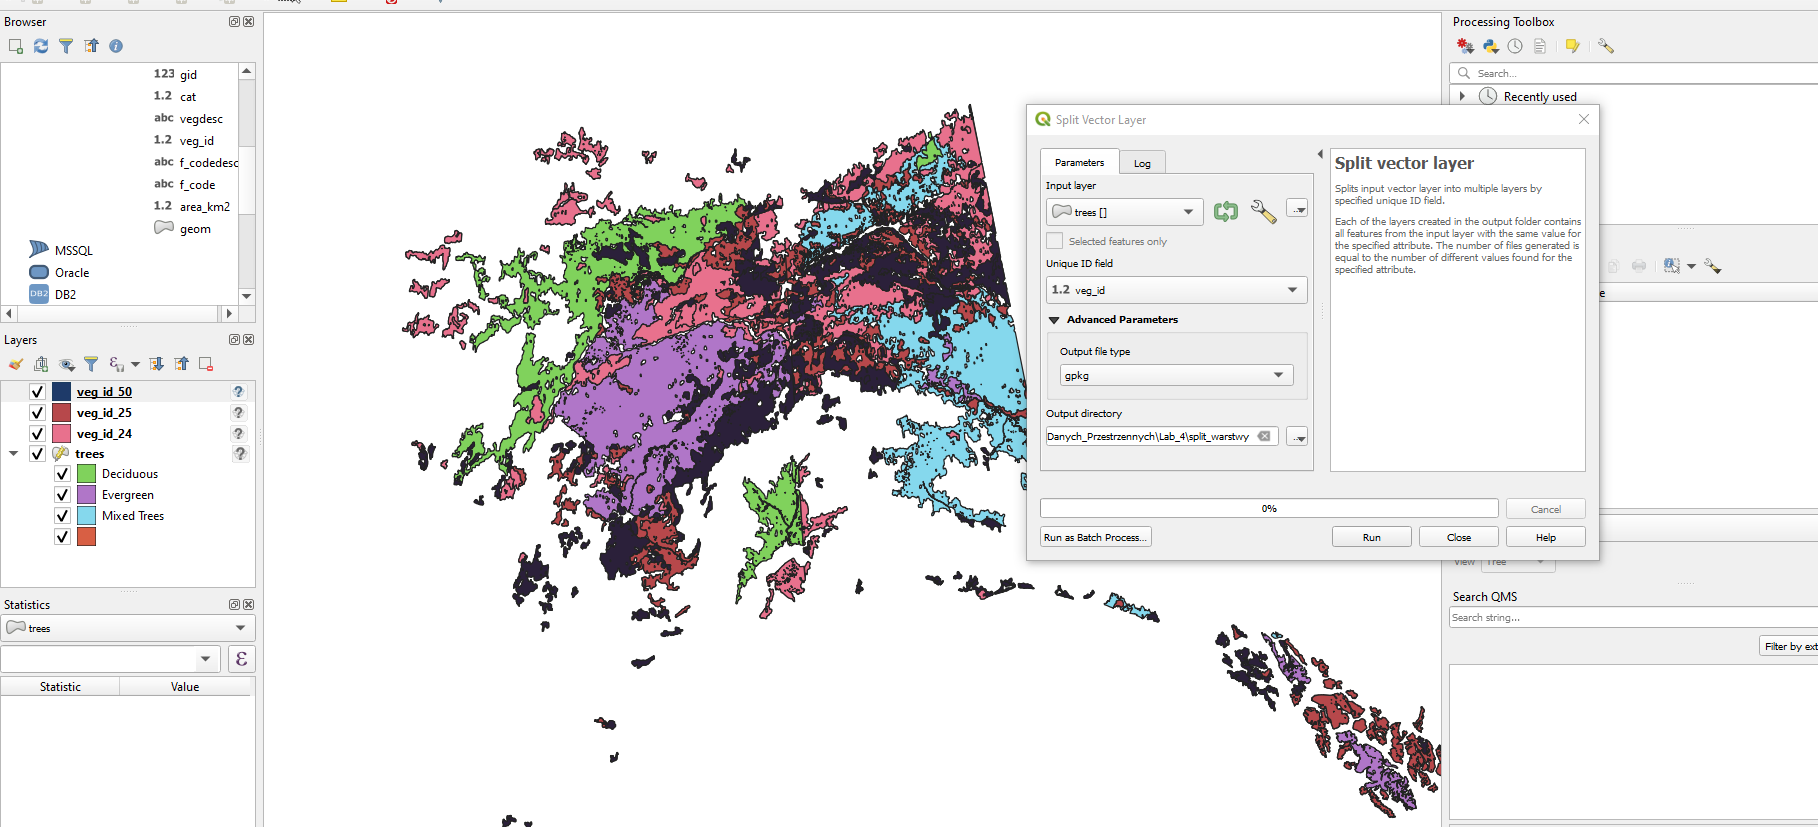 Browser
123 gid
1.2 cat
abc vegdesc
1.2 veg_id
abc f_codedesc
abc f_code
1.2 area_km2
geom
MSSQL
Oracle
DB2 DB2
Layers
veg_id_50
veg_id_25
veg_id_24
trees
Deciduous
Evergreen
Mixed Trees
Statistics
trees
Statistic Value
Split Vector Layer
Parameters Log
Input layer
trees []
Selected features only
Unique ID field
1.2 veg_id
Advanced Parameters
Output file type
gpkg
Output directory
Danych_Przestrzennych\Lab_4\split_warstwy
0%
Cancel
Run as Batch Process...
Run
Close
Help
Split vector layer
Splits input vector layer into multiple layers by
specified unique ID field.
Each of the layers created in the output folder contains
all features from the input layer with the same value for
the specified attribute. The number of files generated is
equal to the number of different values found for the
specified attribute.
Processing Toolbox
Search...
Recently used
View Tree
Search QMS
Search string...
Filter by ext